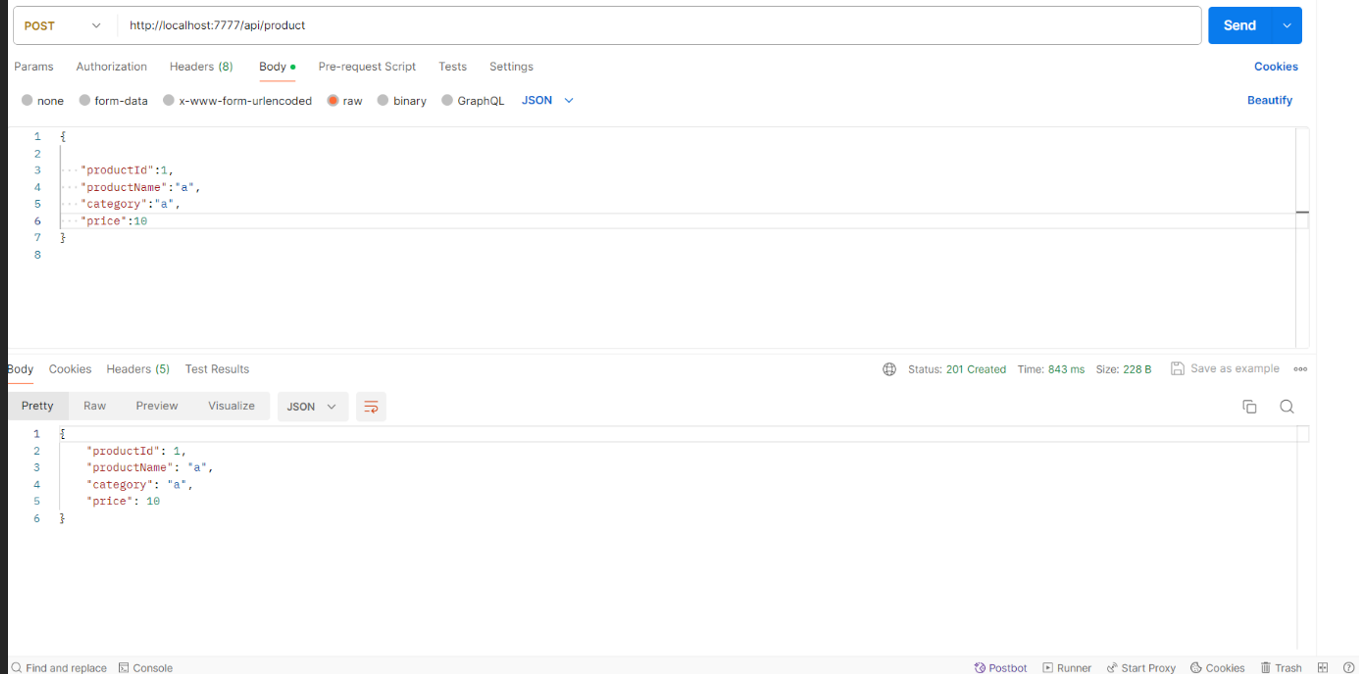 POST http://localhost:7777/api/product Send
Params Authorization Headers (8) Body Pre-request Script Tests Settings Cookies
none form-data x-www-form-urlencoded raw binary GraphQL JSON Beautify
1 {
2
3 "productId":1,
4 "productName":"a",
5 "category":"a",
6 "price":10
7 }
8
Body Cookies Headers (5) Test Results Status: 201 Created Time: 843 ms Size: 228 B Save as example
Pretty Raw Preview Visualize JSON
1 {
2 "productId": 1,
3 "productName": "a",
4 "category": "a",
5 "price": 10
6 }
Find and replace Console Postbot Runner Start Proxy Cookies Trash